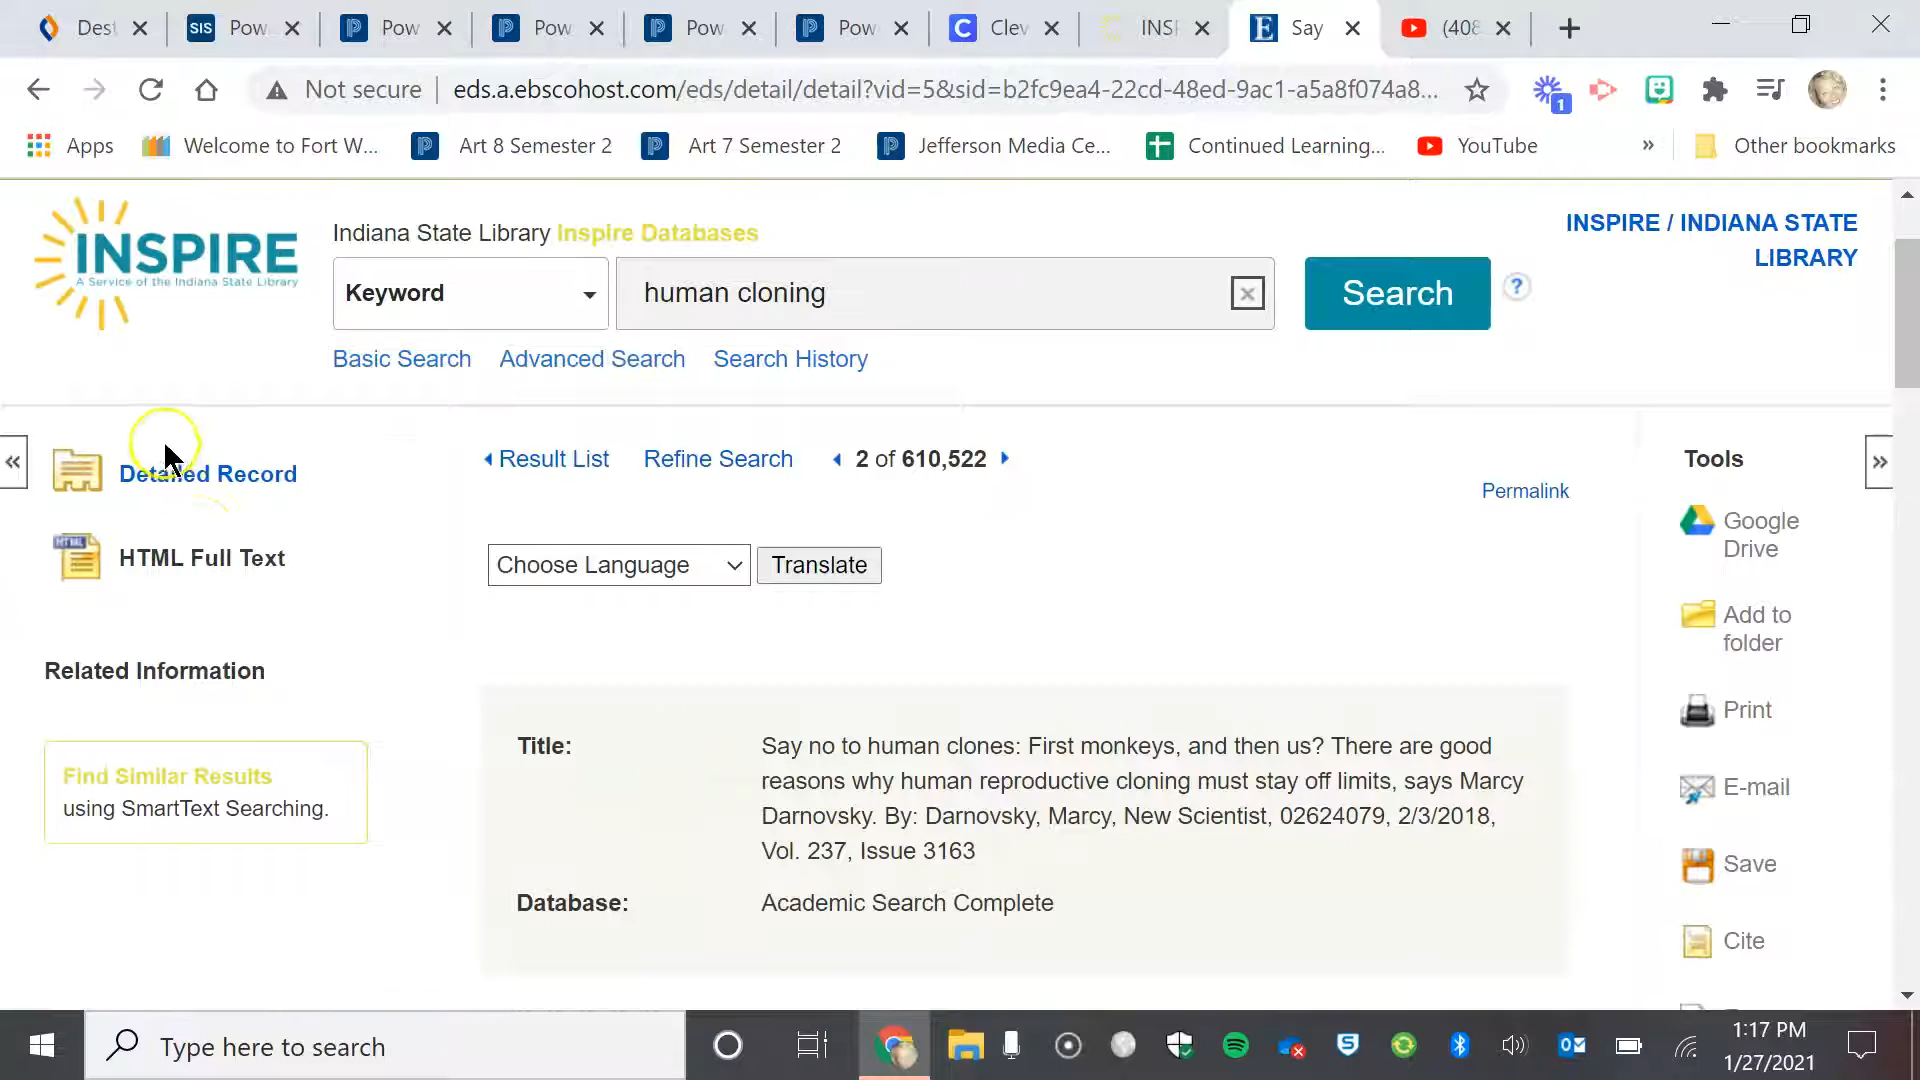 Dest
SIS
Pow
Pow
Pow
Pow
Pow
Clev
INSI
Say
(408
Not secure
eds.a.ebscohost.com/eds/detail/detail?vid=5&sid=b2fc9ea4-22cd-48ed-9ac1-a5a8f074a8...
1
Apps
Welcome to Fort W...
Art 8 Semester 2
Art 7 Semester 2
Jefferson Media Ce...
Continued Learning...
YouTube
»
Other bookmarks
INSPIRE
A Service of the Indiana State Library
Indiana State Library Inspire Databases
INSPIRE / INDIANA STATE
LIBRARY
Keyword
human cloning
Search
?
Basic Search
Advanced Search
Search History
«
Detailed Record
HTML Full Text
Result List
Refine Search
2 of 610,522
Permalink
Tools
»
Choose Language
Translate
Google
Drive
Add to
folder
Related Information
Print
Find Similar Results
using SmartText Searching.
Title:
Say no to human clones: First monkeys, and then us? There are good
reasons why human reproductive cloning must stay off limits, says Marcy
Darnovsky. By: Darnovsky, Marcy, New Scientist, 02624079, 2/3/2018,
Vol. 237, Issue 3163
Database:
Academic Search Complete
E-mail
Save
Cite
Type here to search
1:17 PM
1/27/2021